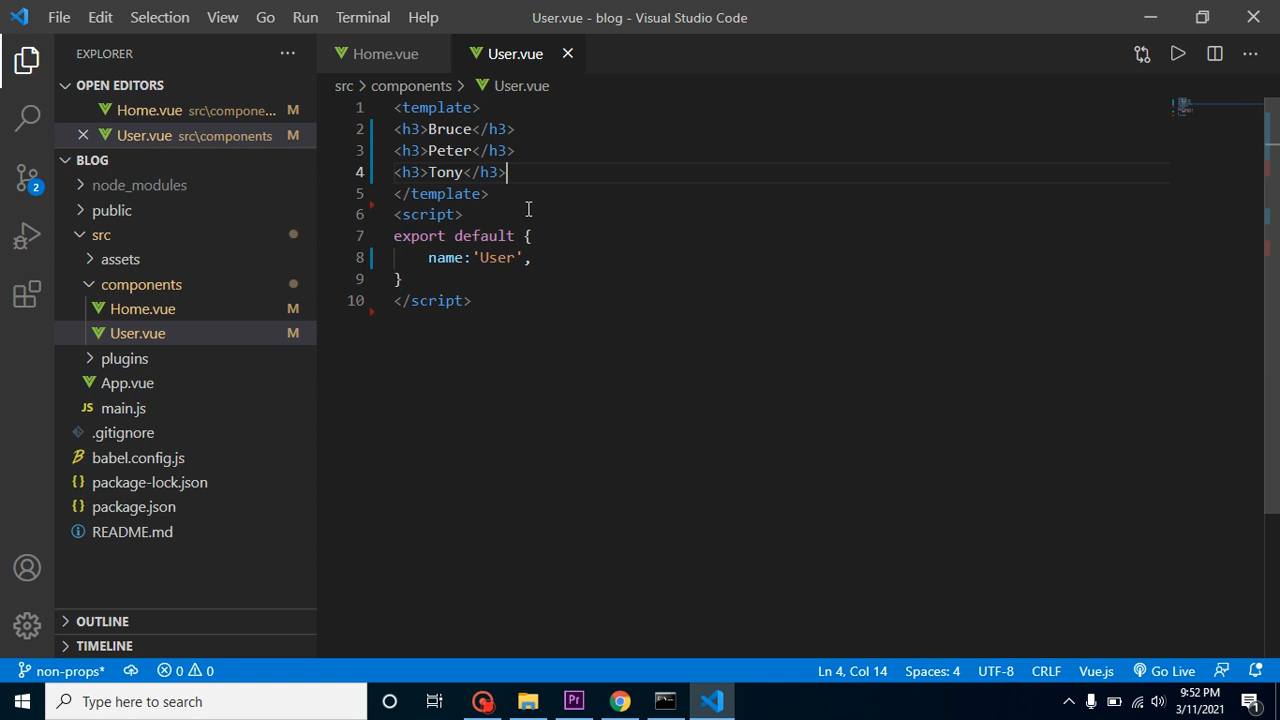 File Edit Selection View Go Run Terminal Help
User.vue - blog - Visual Studio Code
EXPLORER
Home.vue
User.vue
OPEN EDITORS
Home.vue src\compone... M
User.vue src\components M
BLOG
node_modules
public
src
assets
components
Home.vue M
User.vue M
plugins
App.vue
JS main.js
.gitignore
babel.config.js
{} package-lock.json
{} package.json
README.md
OUTLINE
TIMELINE
2
src > components > User.vue
1 <template>
2 <h3>Bruce</h3>
3 <h3>Peter</h3>
4 <h3>Tony</h3>
5 </template>
6 <script>
7 export default {
8 name:'User',
9 }
10 </script>
non-props* 0 0
Ln 4, Col 14 Spaces: 4 UTF-8 CRLF Vue.js Go Live
Type here to search
Pr
9:52 PM
3/11/2021
1